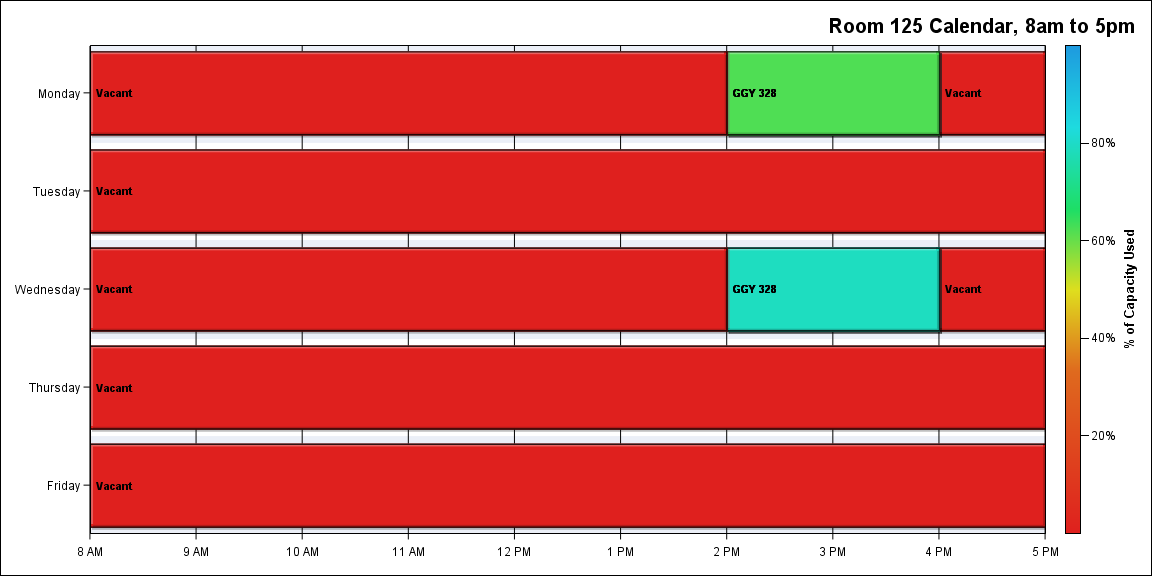 Room 125 Calendar, 8am to 5pm
Monday
Vacant
GGY 328
Vacant
Tuesday
Vacant
Wednesday
Vacant
GGY 328
Vacant
Thursday
Vacant
Friday
Vacant
8 AM
9 AM
10 AM
11 AM
12 PM
1 PM
2 PM
3 PM
4 PM
5 PM
80%
60%
40%
20%
% of Capacity Used